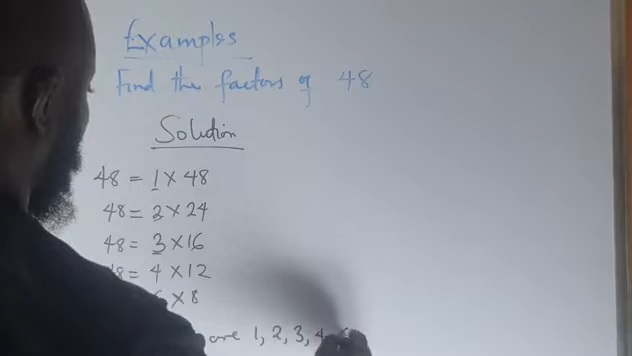 Examples
Find the factors of 48
Solution
48 = 1 × 48
48 = 2 × 24
48 = 3 × 16
48 = 4 × 12
6 × 8
are 1, 2, 3, 4